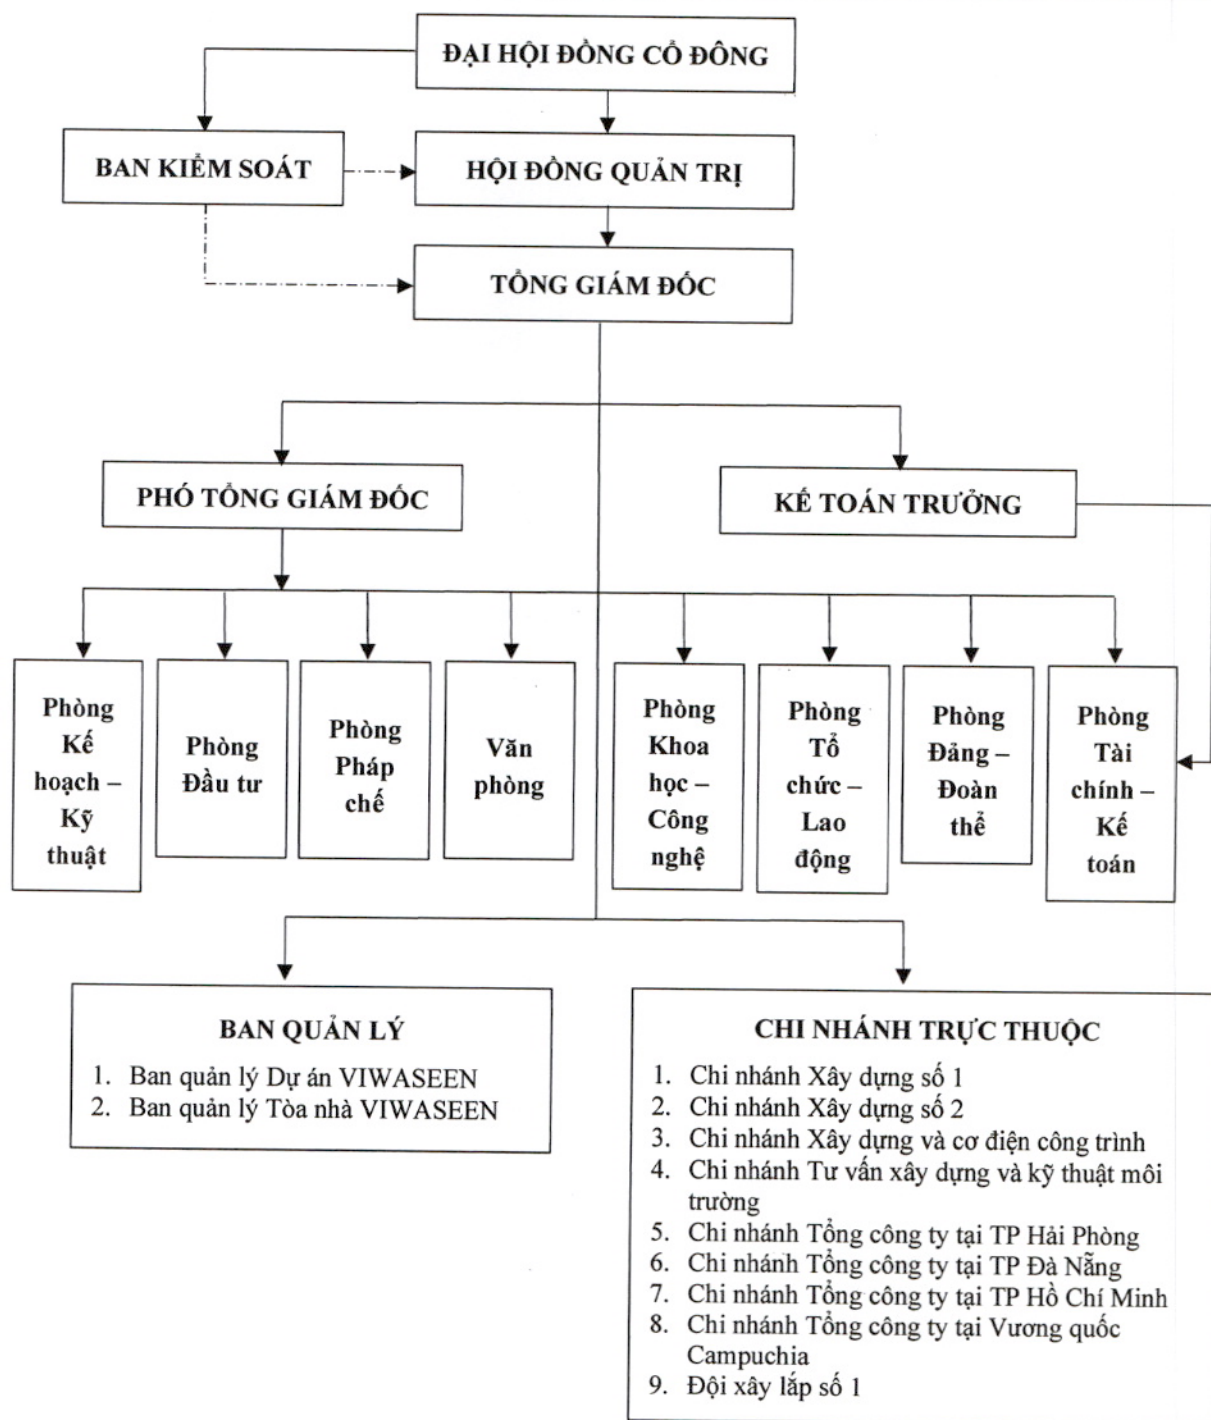 ĐẠI HỘI ĐỒNG CỔ ĐÔNG
BAN KIỂM SOÁT
HỘI ĐỒNG QUẢN TRỊ
TỔNG GIÁM ĐỐC
PHÓ TỔNG GIÁM ĐỐC
KẾ TOÁN TRƯỞNG
Phòng
Kế
hoạch –
Kỹ
thuật
Phòng
Đầu tư
Phòng
Pháp
chế
Văn
phòng
Phòng
Khoa
học –
Công
nghệ
Phòng
Tổ
chức –
Lao
động
Phòng
Đảng –
Đoàn
thể
Phòng
Tài
chính –
Kế
toán
BAN QUẢN LÝ
1. Ban quản lý Dự án VIWASEEN
2. Ban quản lý Tòa nhà VIWASEEN
CHI NHÁNH TRỰC THUỘC
1. Chi nhánh Xây dựng số 1
2. Chi nhánh Xây dựng số 2
3. Chi nhánh Xây dựng và cơ điện công trình
4. Chi nhánh Tư vấn xây dựng và kỹ thuật môi
trường
5. Chi nhánh Tổng công ty tại TP Hải Phòng
6. Chi nhánh Tổng công ty tại TP Đà Nẵng
7. Chi nhánh Tổng công ty tại TP Hồ Chí Minh
8. Chi nhánh Tổng công ty tại Vương quốc
Campuchia
9. Đội xây lắp số 1